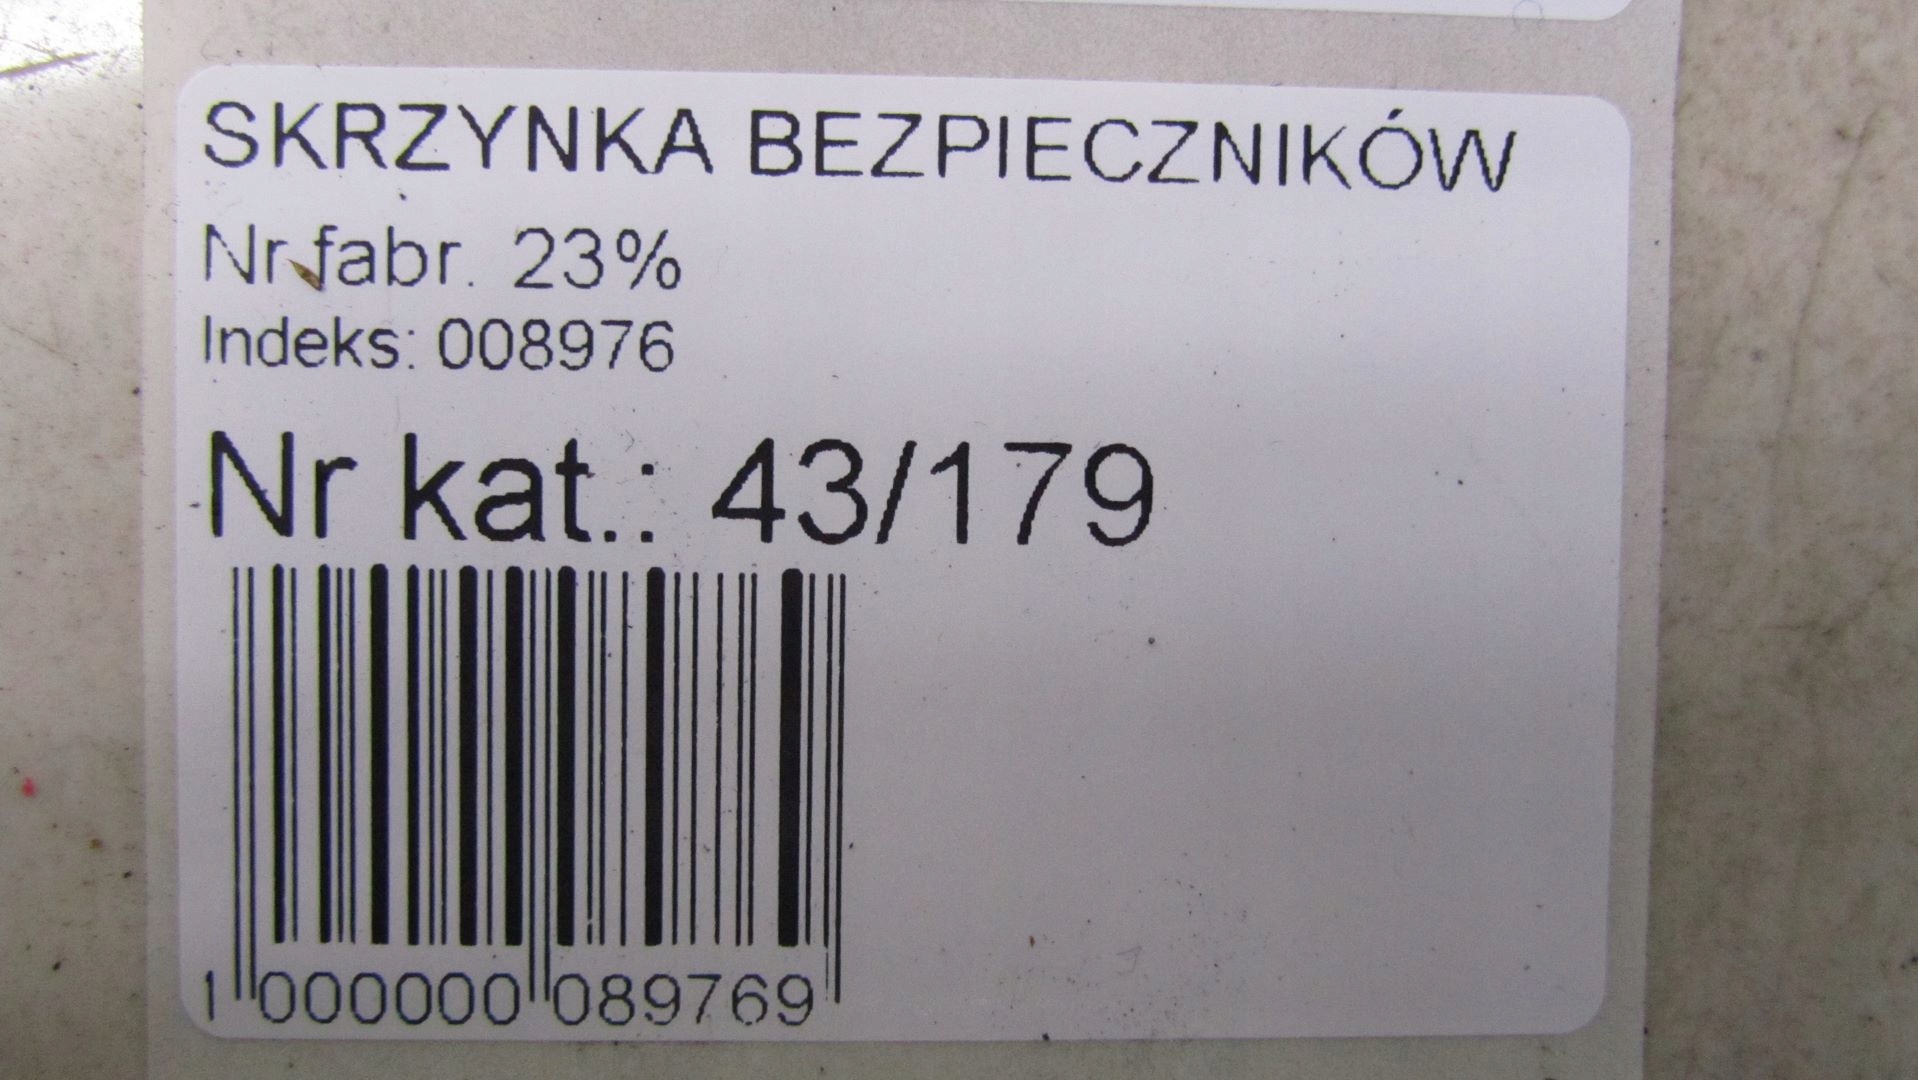 SKRZYNKA BEZPIECZNIKÓW
Nr fabr. 23%
Indeks: 008976
Nr kat.: 43/179
1 000000 089769